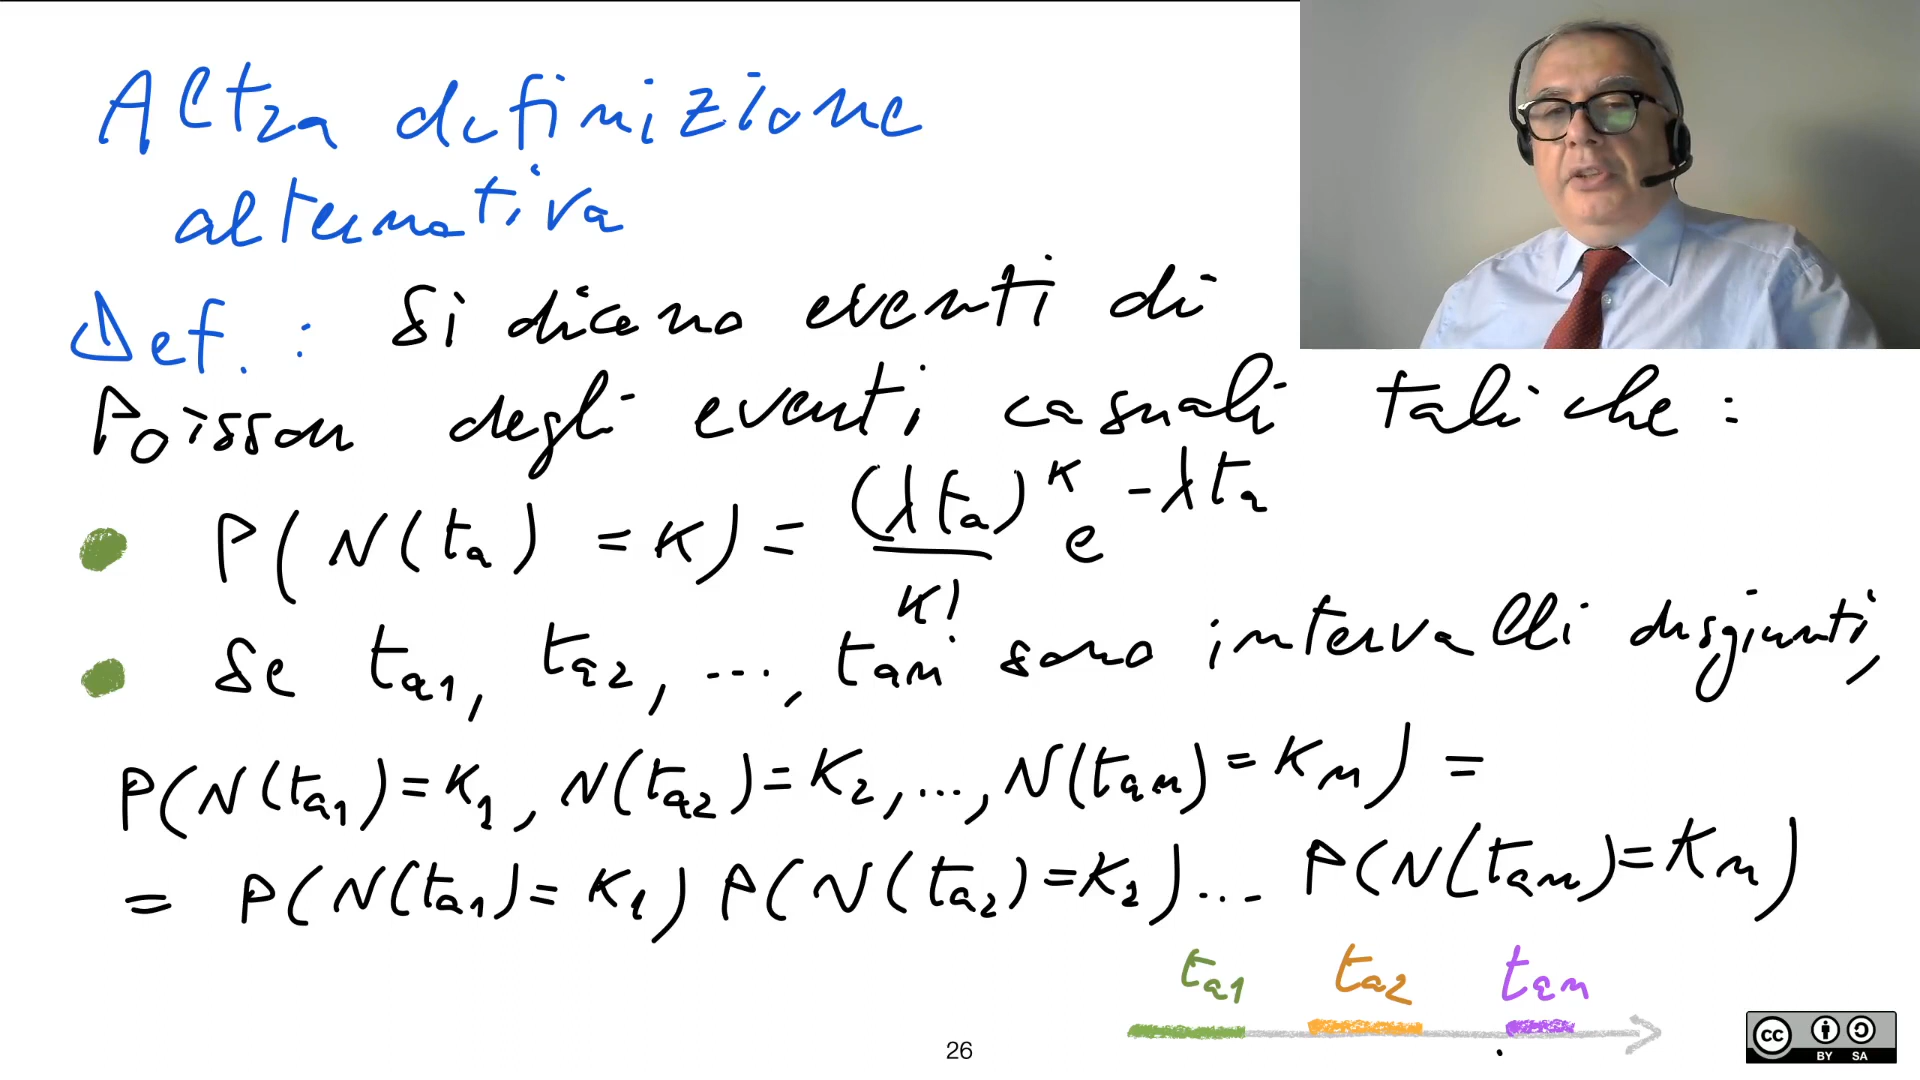 Altra definizione
alternativa
Def. : Si dicono eventi di
Poisson degli eventi casuali tali che :
P(N(ta) = K) = (λta)^K / K! e^-λta
Se ta1, ta2, ..., tan sono intervalli disgiunti,
P(N(ta1)=K1, N(ta2)=K2, ..., N(tan)=Kn) =
= P(N(ta1)=K1) P(N(ta2)=K2)... P(N(tan)=Kn)
ta1 ta2 tan
26
cc BY SA